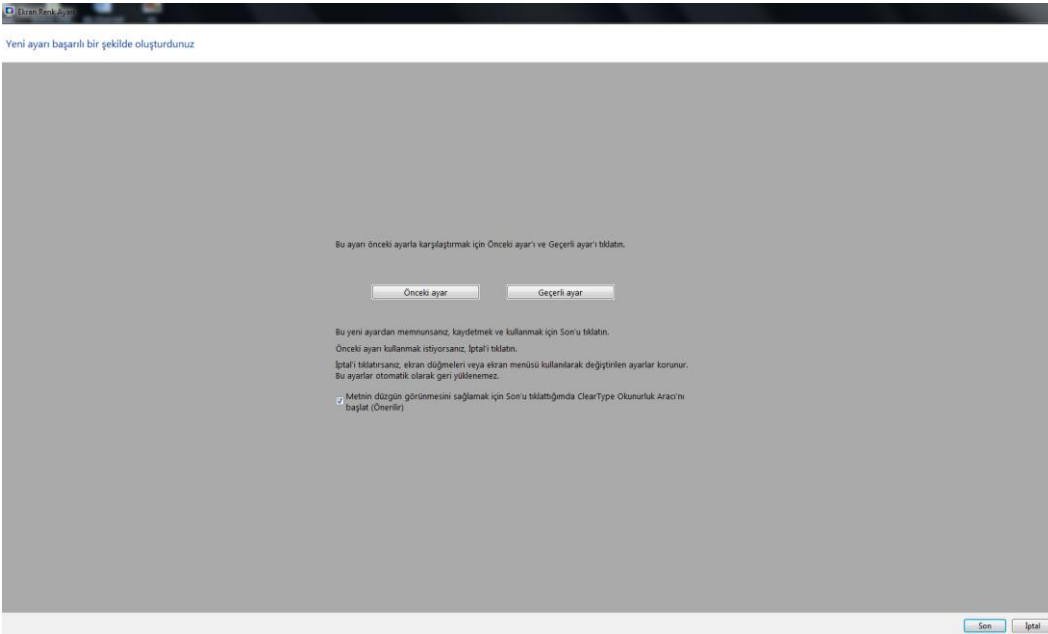 Ekran Renk Ayarı
Yeni ayarı başarılı bir şekilde oluşturdunuz
Bu ayarı önceki ayarla karşılaştırmak için Önceki ayar'ı ve Geçerli ayar'ı tıklatın.
Önceki ayar Geçerli ayar
Bu yeni ayardan memnunsanız, kaydetmek ve kullanmak için Son'u tıklatın.
Önceki ayarı kullanmak istiyorsanız, İptal'i tıklatın.
İptal'i tıklatırsanız, ekran düğmeleri veya ekran menüsü kullanılarak değiştirilen ayarlar korunur.
Bu ayarlar otomatik olarak geri yüklenemez.
Metnin düzgün görünmesini sağlamak için Son'u tıklattığımda ClearType Okunurluk Aracı'nı
başlat (Önerilir)
Son İptal